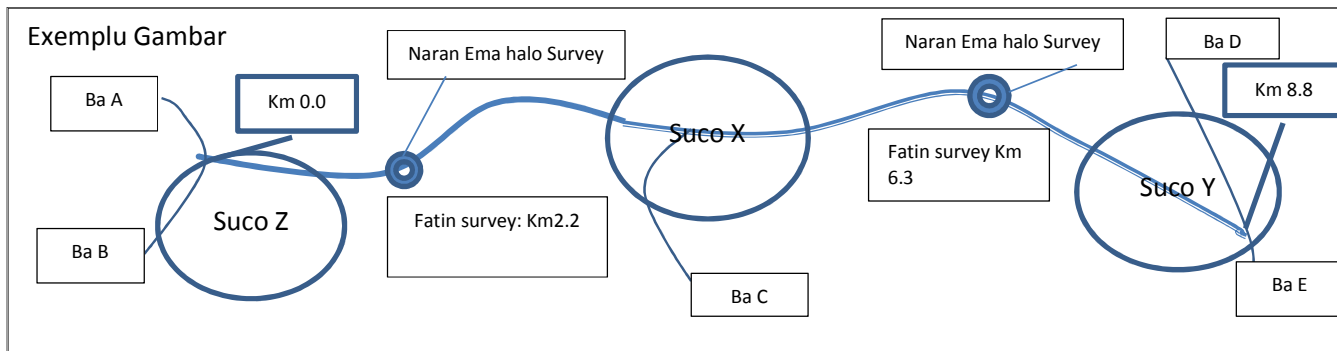 Exemplu Gambar
Naran Ema halo Survey
Naran Ema halo Survey
Ba D
Ba A
Km 0.0
Km 8.8
Suco X
Fatin survey Km
6.3
Suco Y
Suco Z
Fatin survey: Km2.2
Ba B
Ba C
Ba E